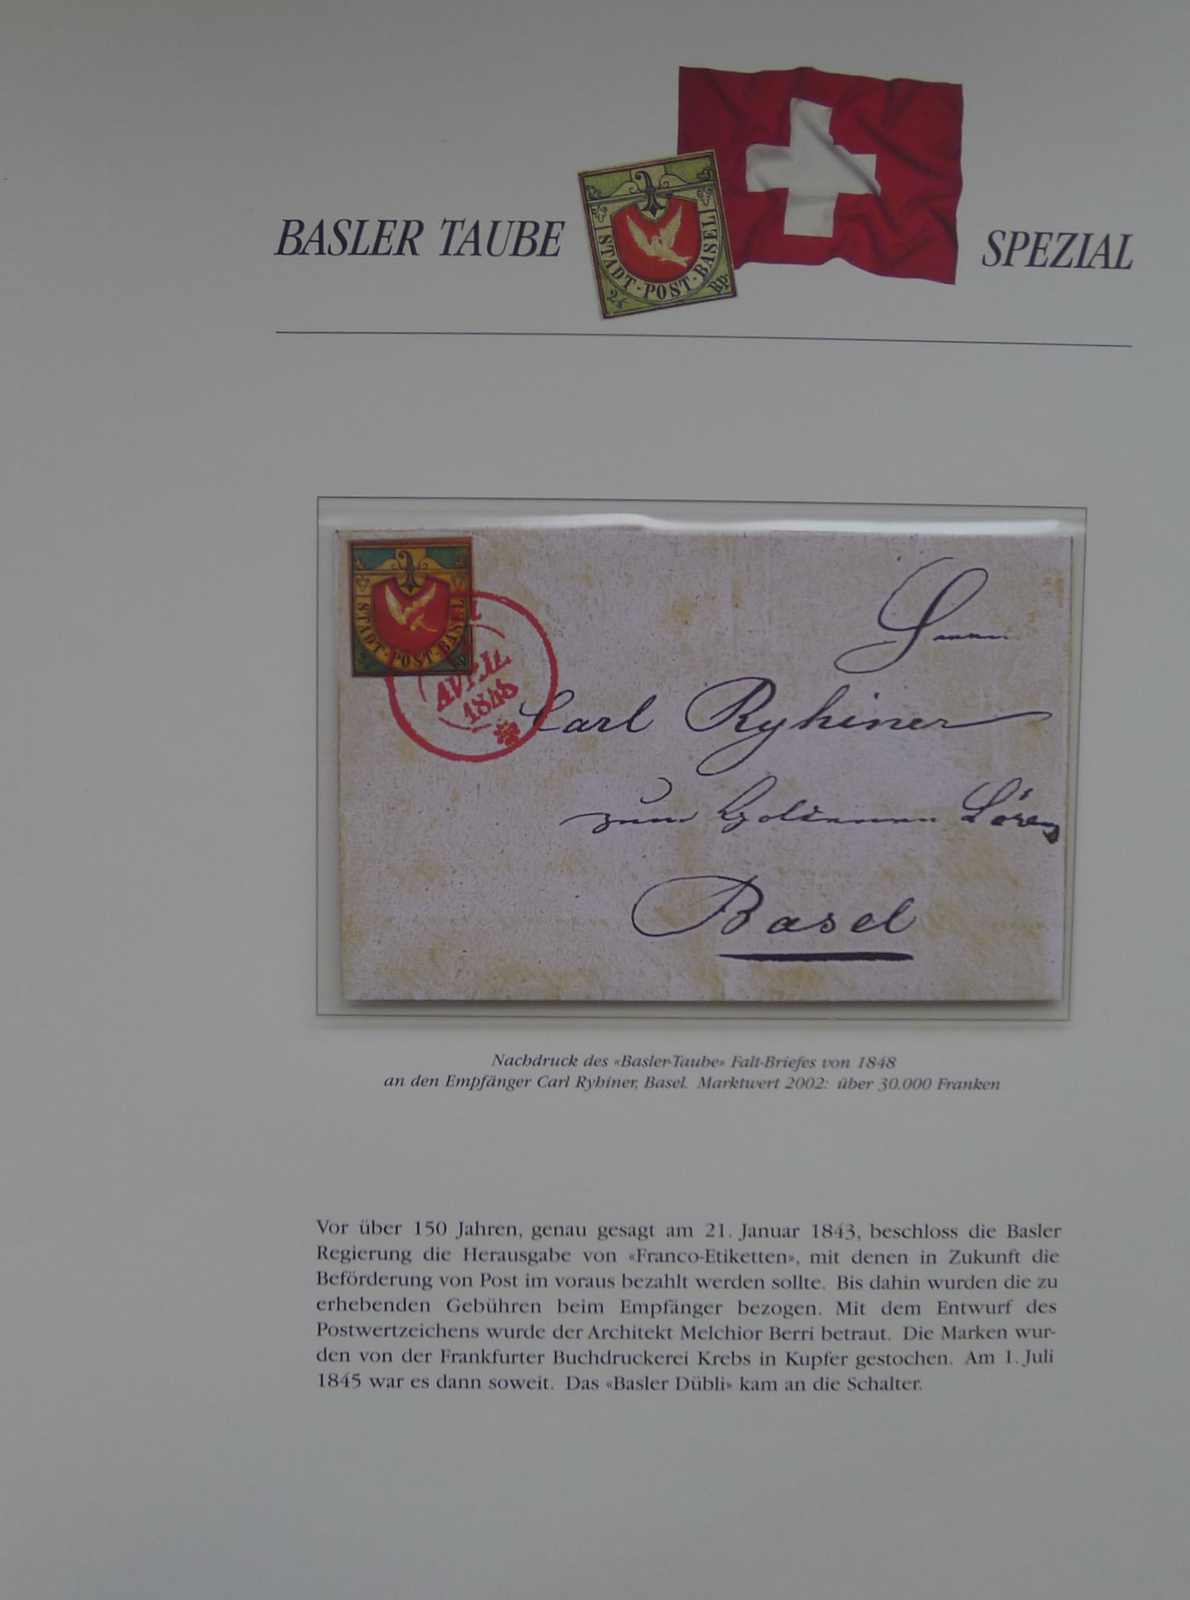 BASLER TAUBE SPEZIAL
STADT·POST·BASEL
2½ Rp.
STADT·POST·BASEL
AVRIL
1848
Herrn
Carl Ryhiner
zum Goldenen Löwen
Basel
Nachdruck des «Basler-Taube» Falt-Briefes von 1848
an den Empfänger Carl Ryhiner, Basel. Marktwert 2002: über 30.000 Franken
Vor über 150 Jahren, genau gesagt am 21. Januar 1843, beschloss die Basler
Regierung die Herausgabe von «Franco-Etiketten», mit denen in Zukunft die
Beförderung von Post im voraus bezahlt werden sollte. Bis dahin wurden die zu
erhebenden Gebühren beim Empfänger bezogen. Mit dem Entwurf des
Postwertzeichens wurde der Architekt Melchior Berri betraut. Die Marken wur-
den von der Frankfurter Buchdruckerei Krebs in Kupfer gestochen. Am 1. Juli
1845 war es dann soweit. Das «Basler Dübli» kam an die Schalter.